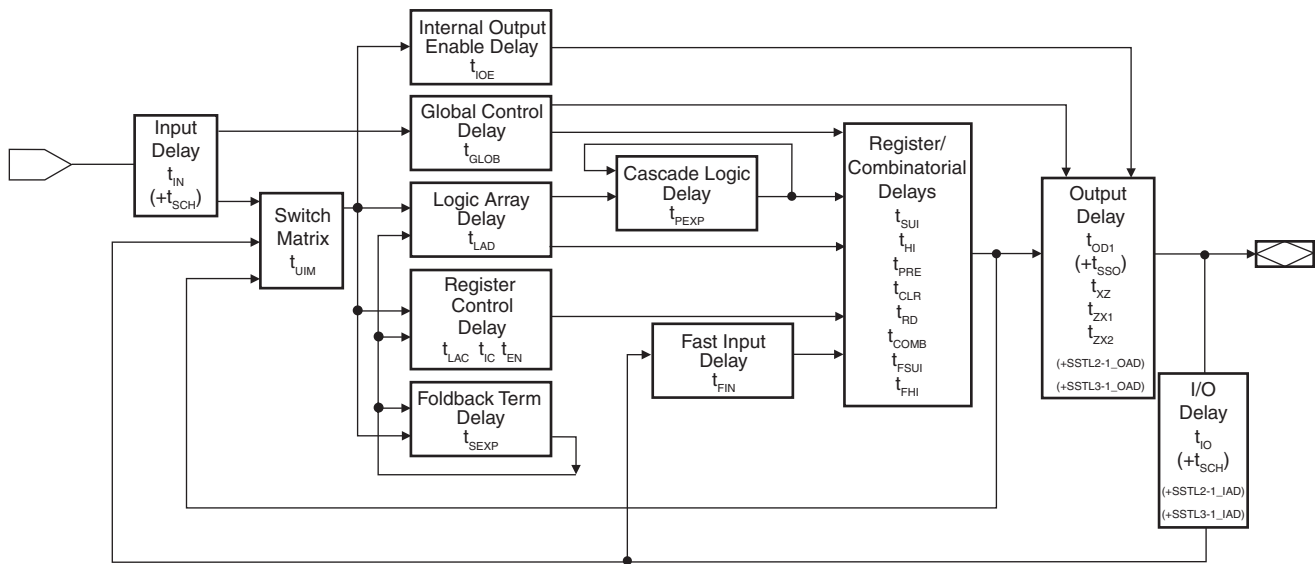 Internal Output
Enable Delay
tIOE
Input
Delay
tIN
(+tSCH)
Global Control
Delay
tGLOB
Switch
Matrix
tUIM
Logic Array
Delay
tLAD
Cascade Logic
Delay
tPEXP
Register
Control
Delay
tLAC tIC tEN
Fast Input
Delay
tFIN
Foldback Term
Delay
tSEXP
Register/
Combinatorial
Delays
tSUI
tHI
tPRE
tCLR
tRD
tCOMB
tFSUI
tFHI
Output
Delay
tOD1
(+tSSO)
tXZ
tZX1
tZX2
(+SSTL2-1_OAD)
(+SSTL3-1_OAD)
I/O
Delay
tIO
(+tSCH)
(+SSTL2-1_IAD)
(+SSTL3-1_IAD)